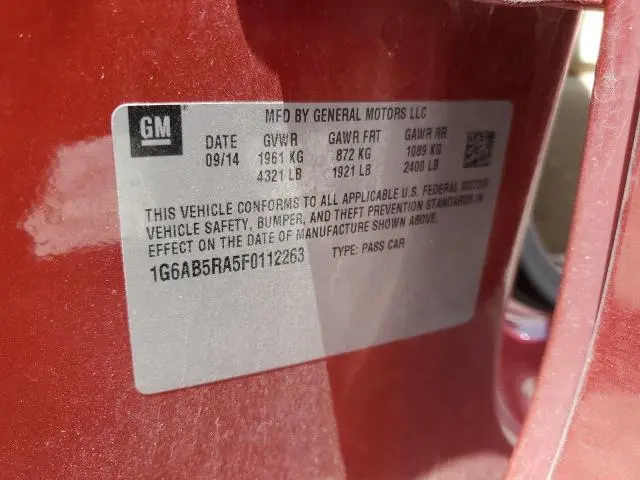 GM
MFD BY GENERAL MOTORS LLC
DATE GVWR GAWR FRT GAWR RR
09/14 1961 KG 872 KG 1089 KG
4321 LB 1921 LB 2400 LB
THIS VEHICLE CONFORMS TO ALL APPLICABLE U.S. FEDERAL MOTOR
VEHICLE SAFETY, BUMPER, AND THEFT PREVENTION STANDARDS IN
EFFECT ON THE DATE OF MANUFACTURE SHOWN ABOVE.
1G6AB5RA5F0112263 TYPE: PASS CAR